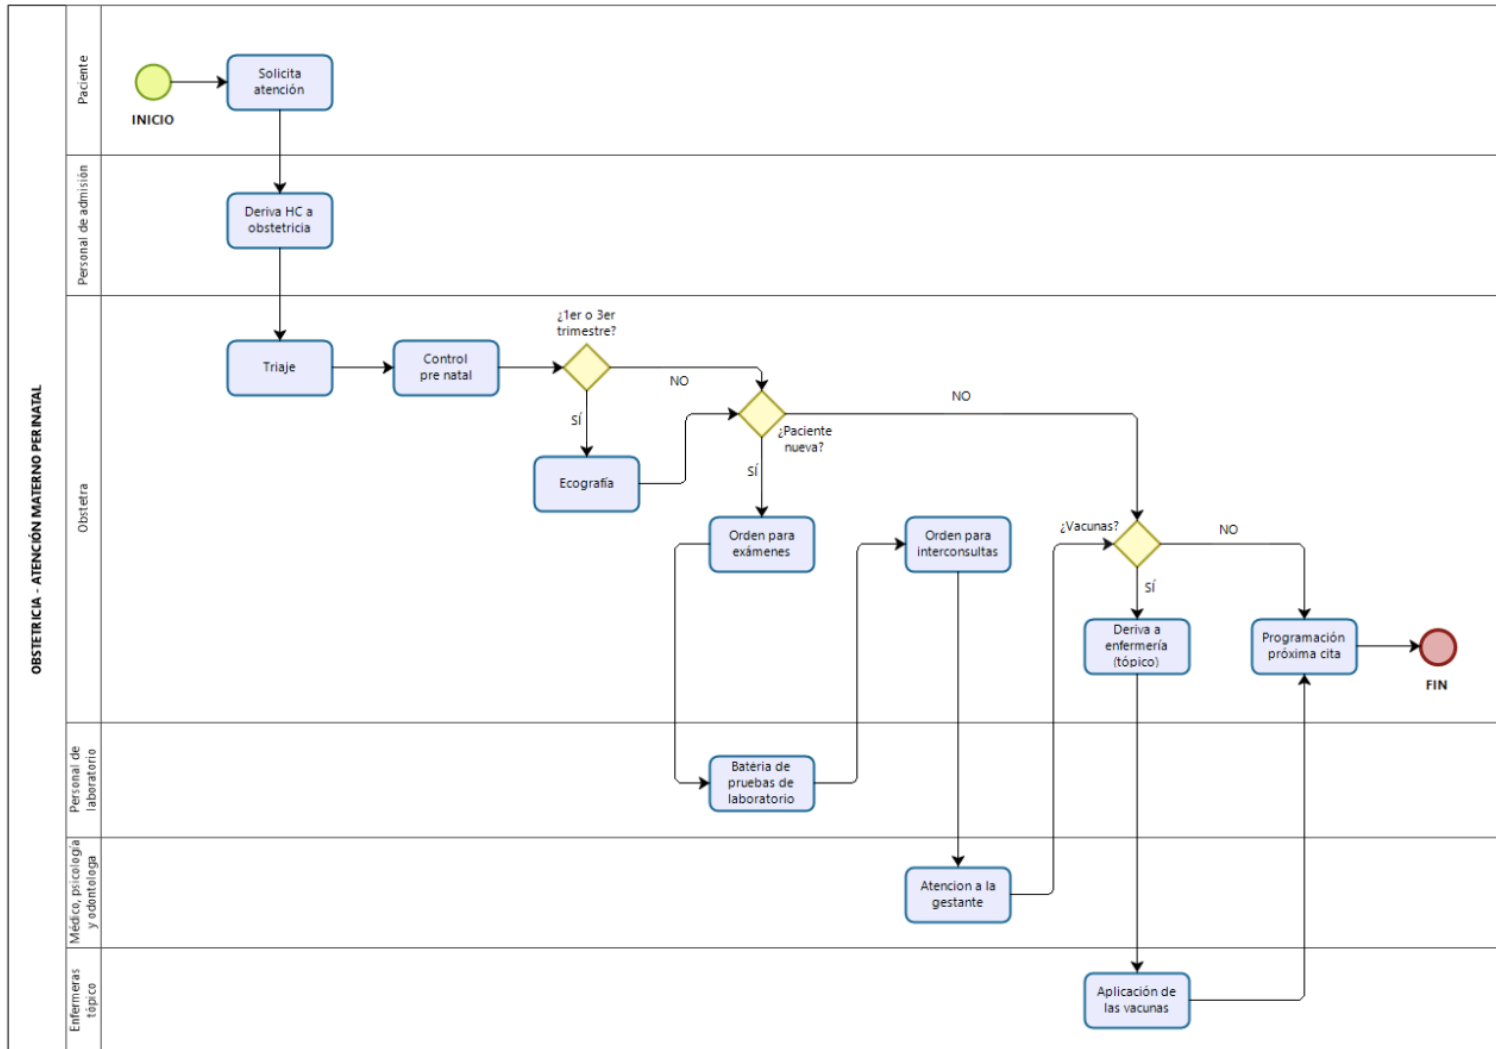 OBSTETRICIA - ATENCIÓN MATERNO PERINATAL
Paciente
INICIO
Solicita
atención
Personal de admisión
Deriva HC a
obstetricia
Obstetra
Triaje
Control
pre natal
¿1er o 3er
trimestre?
NO
SÍ
Ecografía
¿Paciente
nueva?
NO
SÍ
Orden para
exámenes
Orden para
interconsultas
¿Vacunas?
NO
SÍ
Deriva a
enfermería
(tópico)
Programación
próxima cita
FIN
Personal de
laboratorio
Bateria de
pruebas de
laboratorio
Médico, psicología
y odontologa
Atencion a la
gestante
Enfermeras
tópico
Aplicación de
las vacunas